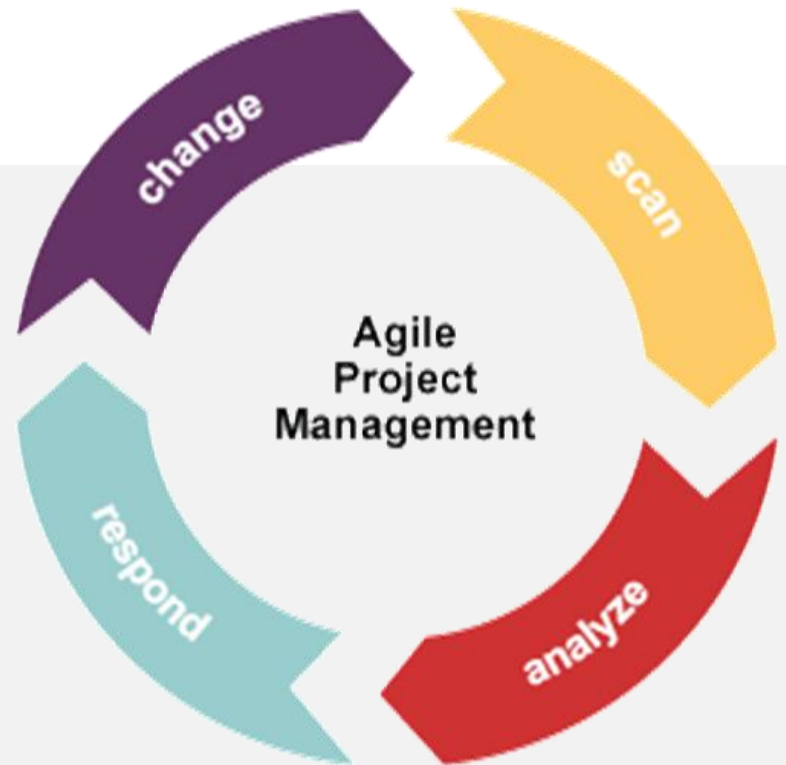 change
scan
Agile
Project
Management
respond
analyze